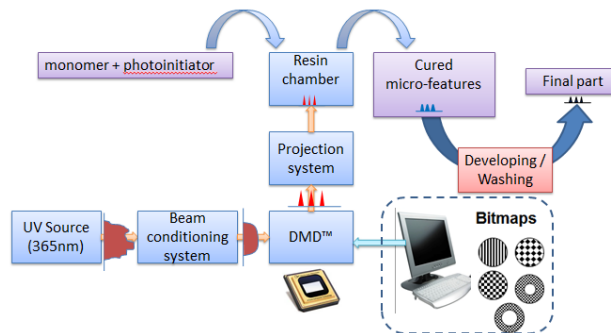 monomer + photoinitiator
Resin
chamber
Cured
micro-features
Final part
Developing /
Washing
Projection
system
UV Source
(365nm)
Beam
conditioning
system
DMD™
Bitmaps